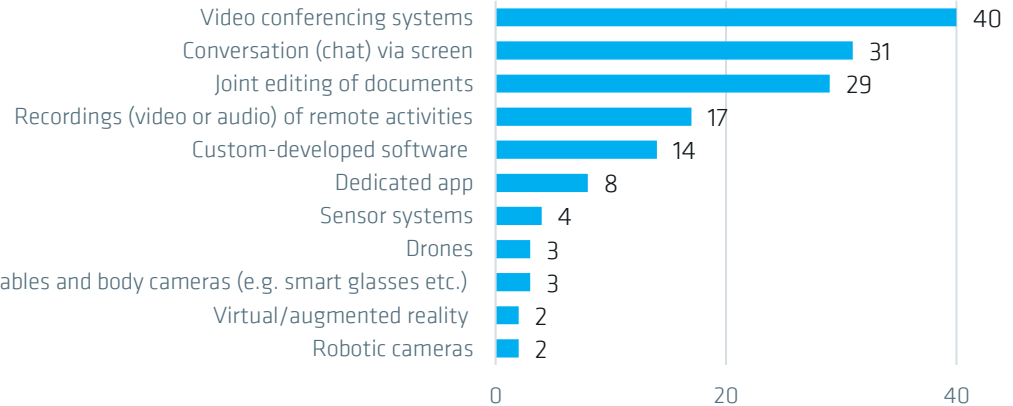 Video conferencing systems 40
Conversation (chat) via screen 31
Joint editing of documents 29
Recordings (video or audio) of remote activities 17
Custom-developed software 14
Dedicated app 8
Sensor systems 4
Drones 3
ables and body cameras (e.g. smart glasses etc.) 3
Virtual/augmented reality 2
Robotic cameras 2
0 20 40